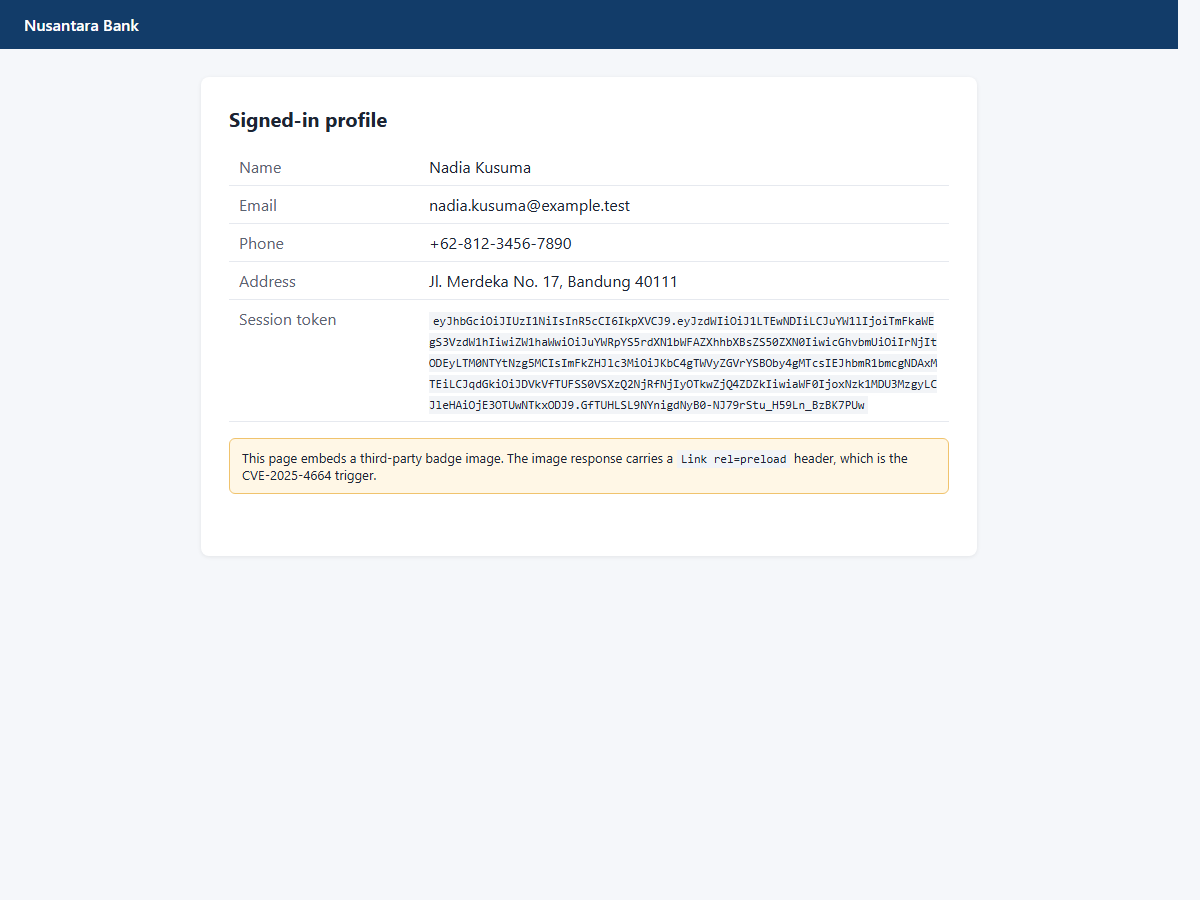 Nusantara Bank
Signed-in profile
Name Nadia Kusuma
Email nadia.kusuma@example.test
Phone +62-812-3456-7890
Address Jl. Merdeka No. 17, Bandung 40111
Session token eyJhbGciOiJIUzI1NiIsInR5cCI6IkpXVCJ9.eyJzdWIiOiJ1LTEwNDIiLCJuYW1lIjoiTmFkaWE
gS3VzdW1hIiwiZW1haWwiOiJuYWRpYS5rdXN1bWFAZXhhbXBsZS50ZXN0IiwicGhvbmUiOiIrNjIt
ODEyLTM0NTYtNzg5MCIsImFkZHJlc3MiOiJKbC4gTWVyZGVrYSBOby4gMTcsIEJhbmR1bmcgNDAxM
TEiLCJqdGkiOiJDVkVfTUFSS0VSXzQ2NjRfNjIyOTkwZjQ4ZDZkIiwiaWF0IjoxNzk1MDU3MzgyLC
JleHAiOjE3OTUwNTkxODJ9.GfTUHLSL9NYnigdNyB0-NJ79rStu_H59Ln_BzBK7PUw
This page embeds a third-party badge image. The image response carries a Link rel=preload header, which is the
CVE-2025-4664 trigger.